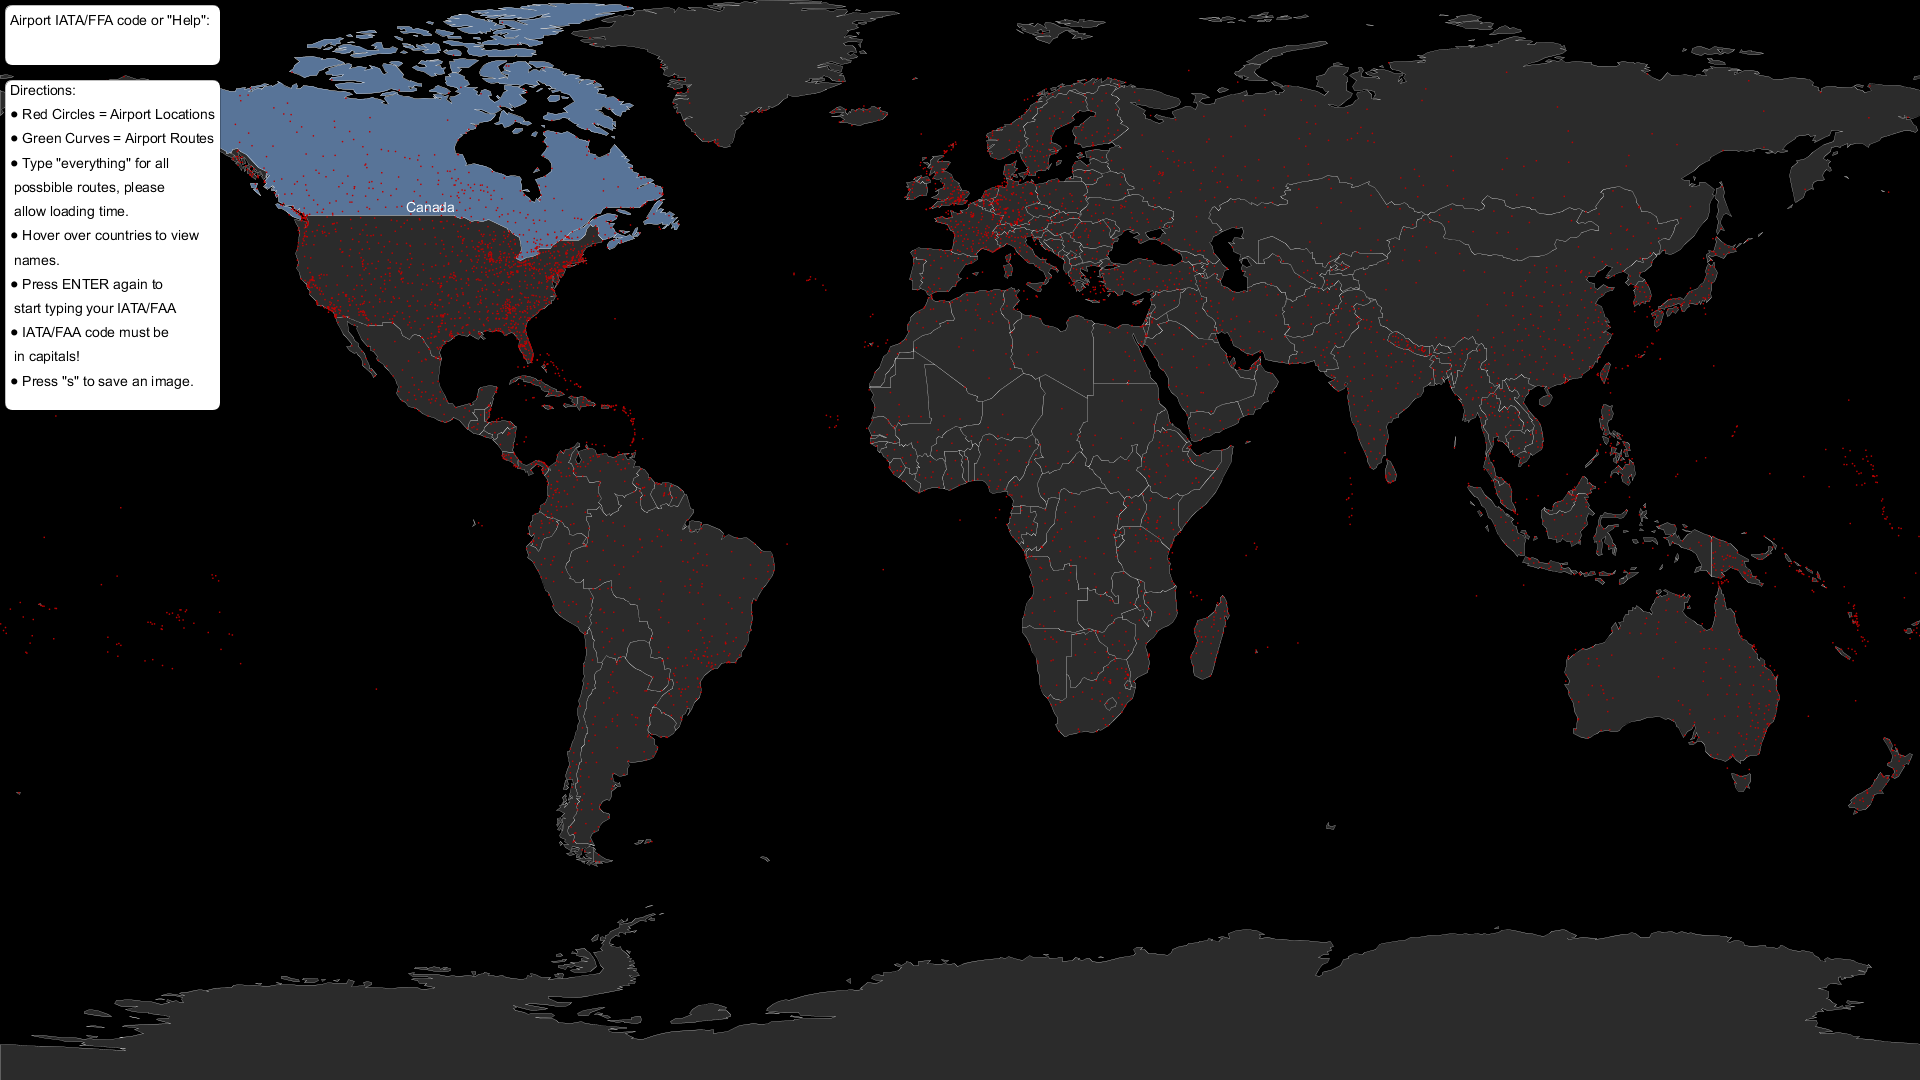 Airport IATA/FFA code or "Help":
Directions:
● Red Circles = Airport Locations
● Green Curves = Airport Routes
● Type "everything" for all
possbible routes, please
allow loading time.
● Hover over countries to view
names.
● Press ENTER again to
start typing your IATA/FAA
● IATA/FAA code must be
in capitals!
● Press "s" to save an image.
Canada